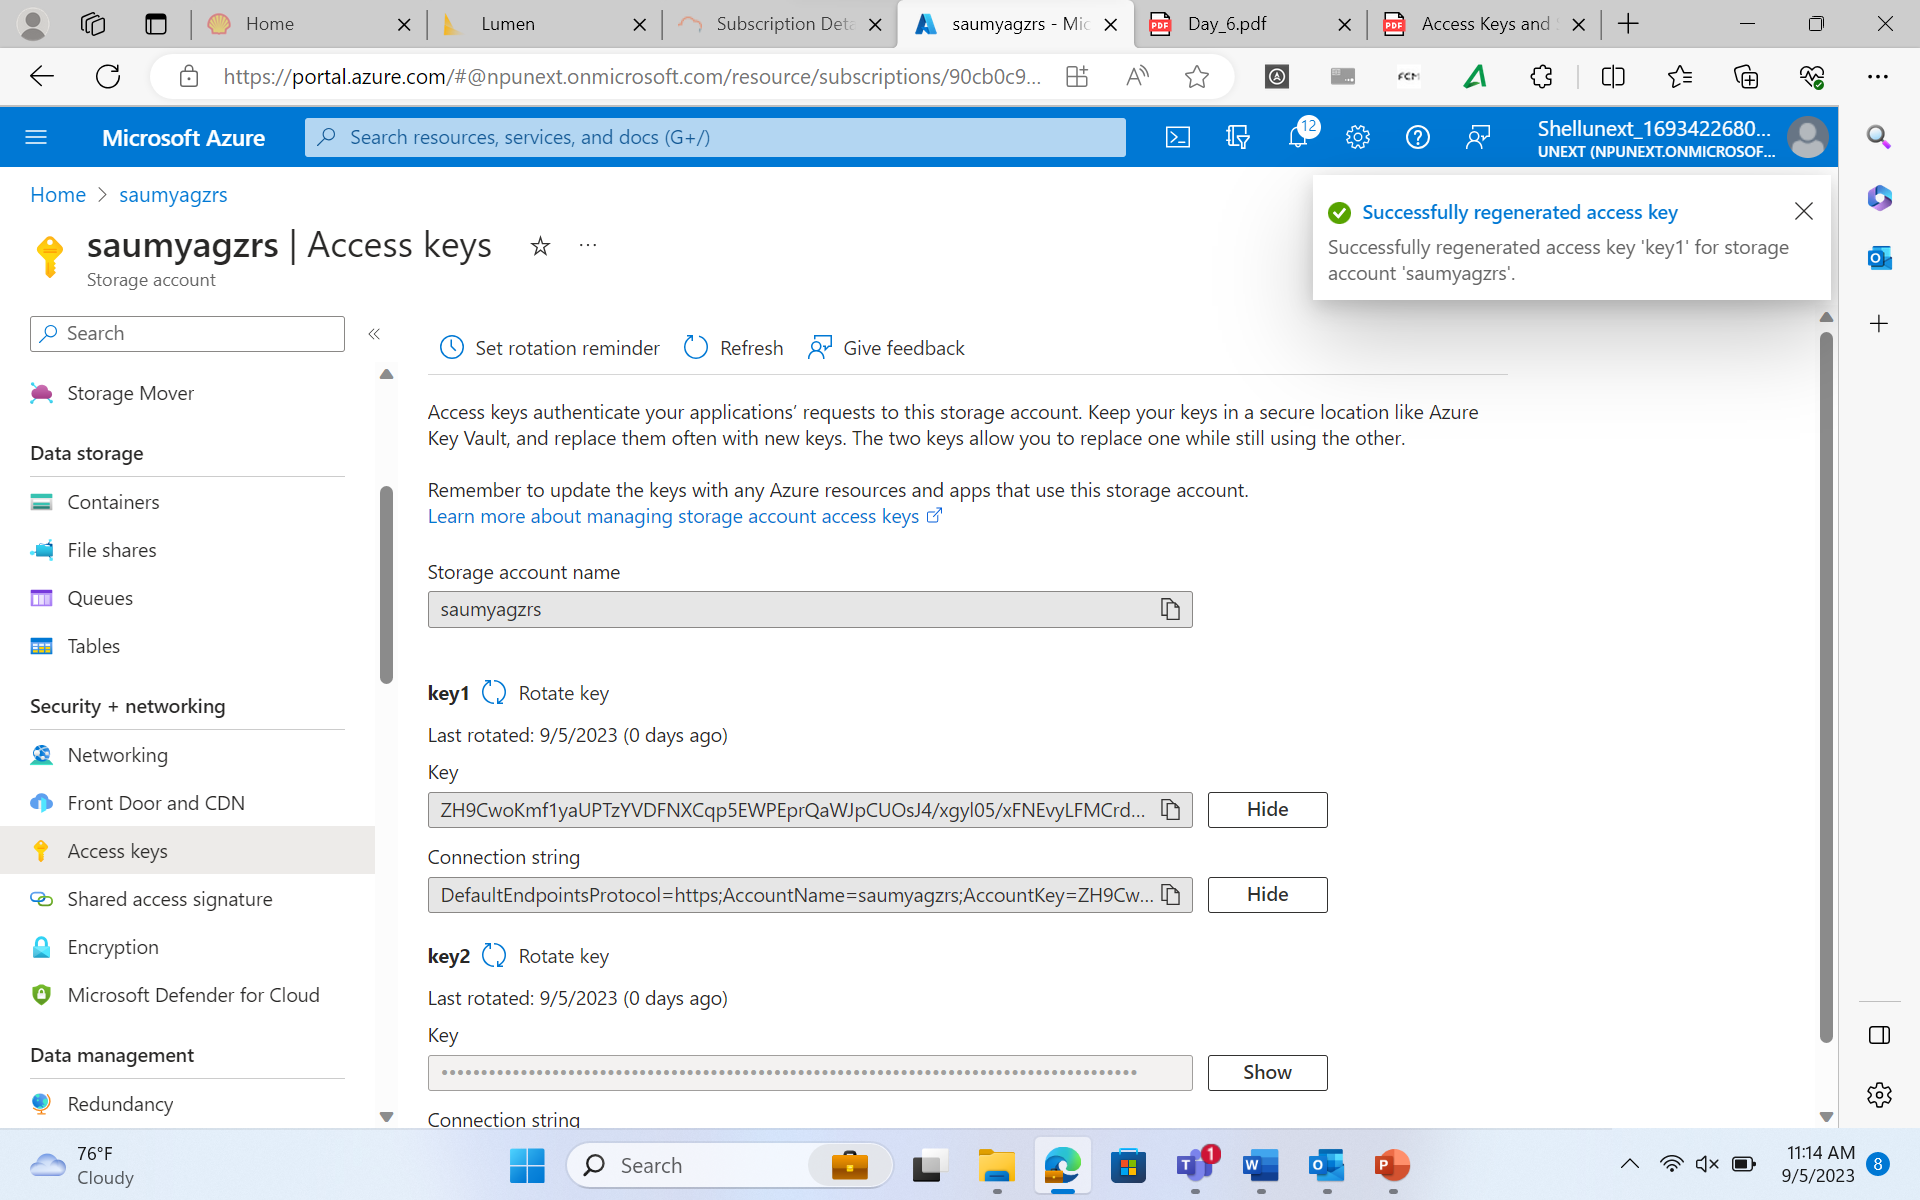 Home
Lumen
Subscription Deta
saumyagzrs - Mic
Day_6.pdf
Access Keys and S
https://portal.azure.com/#@npunext.onmicrosoft.com/resource/subscriptions/90cb0c9...
A
FCM
Microsoft Azure
Search resources, services, and docs (G+/)
12
Shellunext_1693422680...
UNEXT (NPUNEXT.ONMICROSOF...
Home > saumyagzrs
saumyagzrs | Access keys
Storage account
Successfully regenerated access key
Successfully regenerated access key 'key1' for storage
account 'saumyagzrs'.
Search
Storage Mover
Data storage
Containers
File shares
Queues
Tables
Security + networking
Networking
Front Door and CDN
Access keys
Shared access signature
Encryption
Microsoft Defender for Cloud
Data management
Redundancy
Set rotation reminder
Refresh
Give feedback
Access keys authenticate your applications’ requests to this storage account. Keep your keys in a secure location like Azure
Key Vault, and replace them often with new keys. The two keys allow you to replace one while still using the other.
Remember to update the keys with any Azure resources and apps that use this storage account.
Learn more about managing storage account access keys
Storage account name
saumyagzrs
key1
Rotate key
Last rotated: 9/5/2023 (0 days ago)
Key
ZH9CwoKmf1yaUPTzYVDFNXCqp5EWPEprQaWJpCUOsJ4/xgyl05/xFNEvyLFMCrd...
Hide
Connection string
DefaultEndpointsProtocol=https;AccountName=saumyagzrs;AccountKey=ZH9Cw...
Hide
key2
Rotate key
Last rotated: 9/5/2023 (0 days ago)
Key
Show
Connection string
76°F
Cloudy
Search
1
11:14 AM
9/5/2023
8